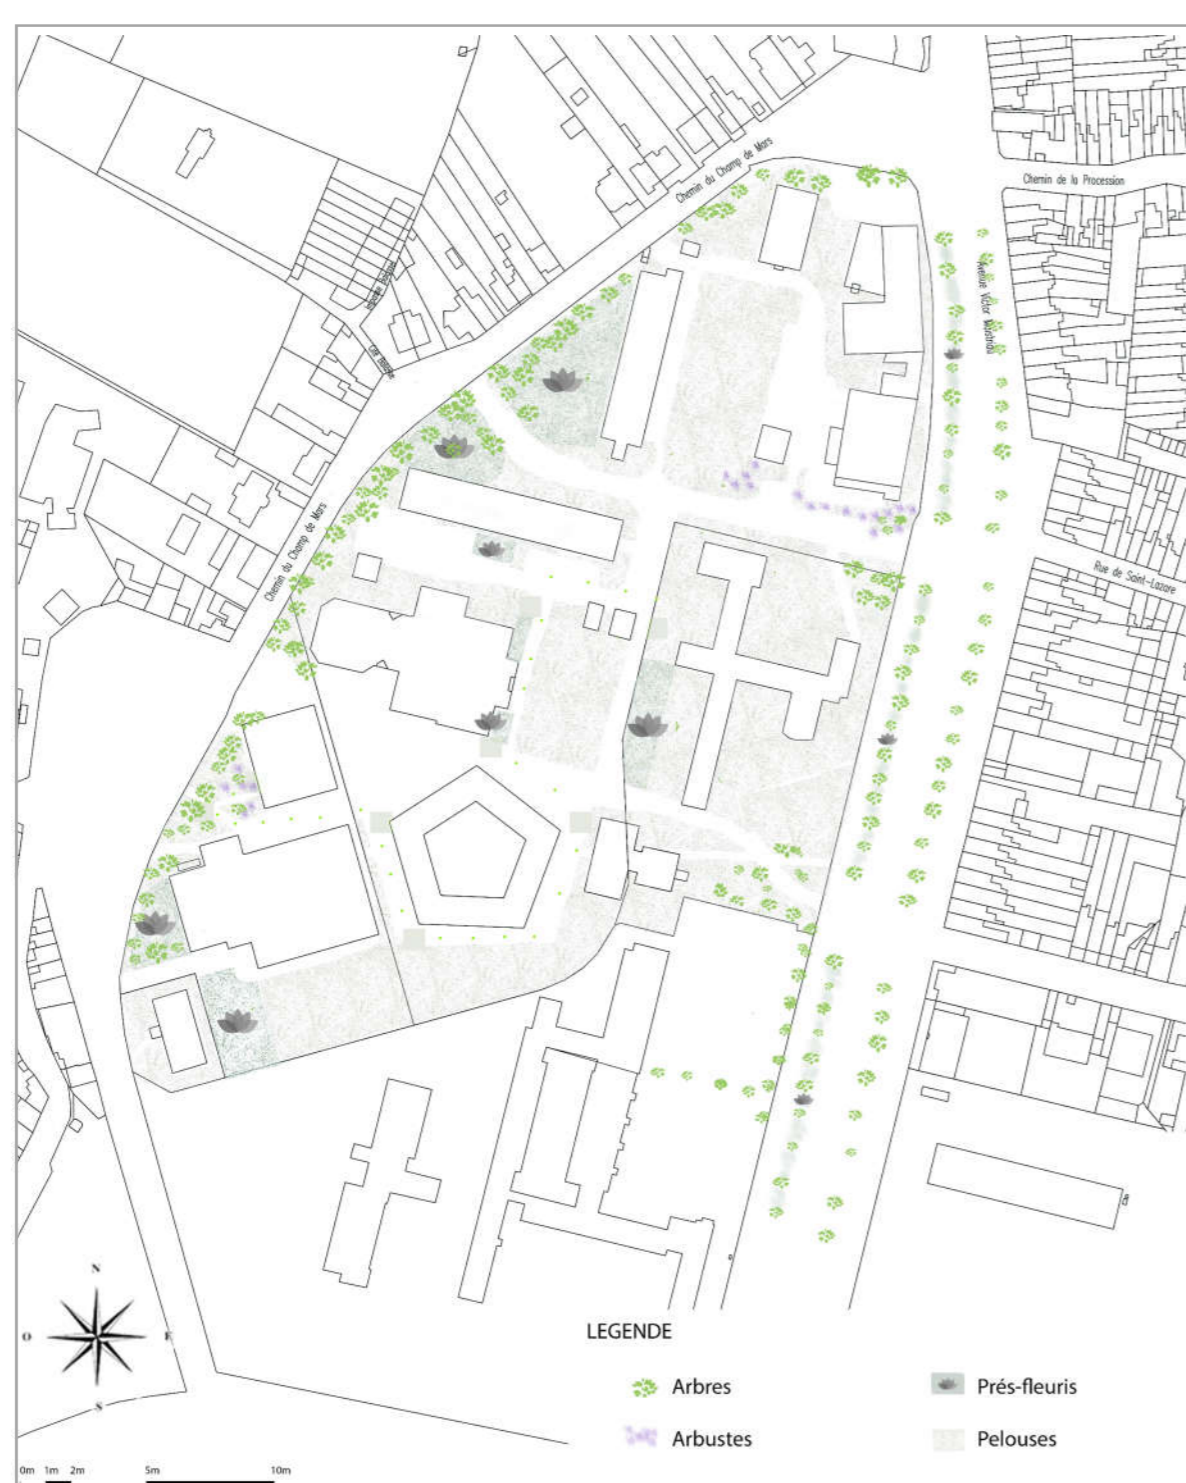 Chemin du Champ de Mars
Chemin de la Procession
Avenue Victor
Chemin du Champ de Mars
Rue de Saint-Lazare
N
O
E
S
LEGENDE
Arbres
Prés-fleuris
Arbustes
Pelouses
0m 1m 2m 5m 10m